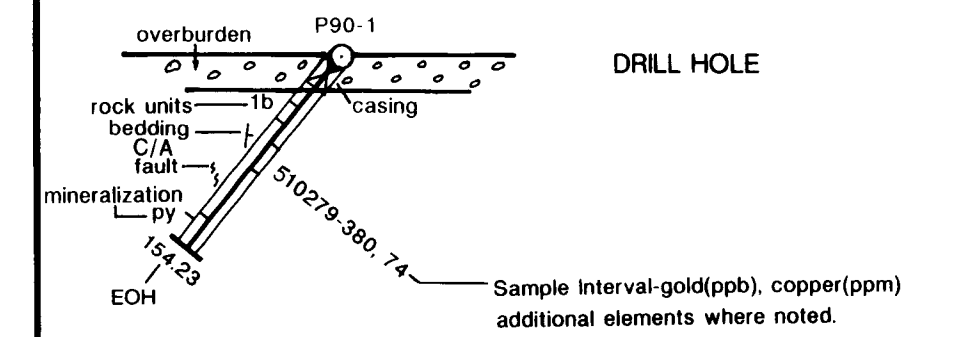 P90-1
overburden
DRILL HOLE
rock units
1b
casing
bedding
C/A
fault
mineralization
py
510279-380, 74
154.23
EOH
Sample Interval-gold(ppb), copper(ppm)
additional elements where noted.